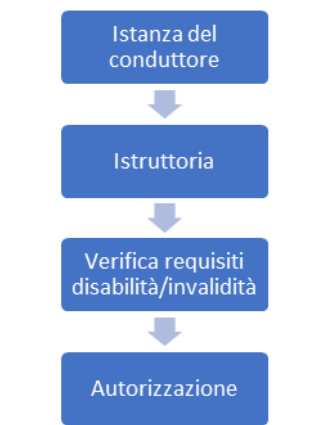 Istanza del
conduttore
Istruttoria
Verifica requisiti
disabilità/invalidità
Autorizzazione